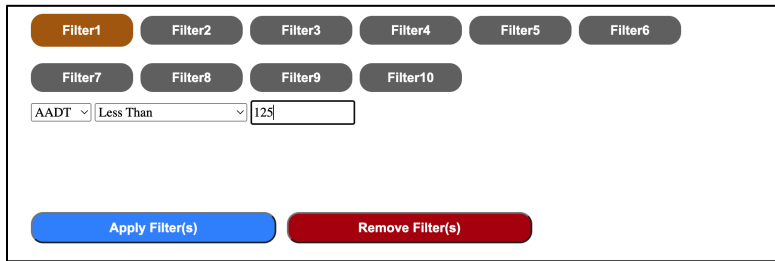 Filter1 Filter2 Filter3 Filter4 Filter5 Filter6
Filter7 Filter8 Filter9 Filter10
AADT Less Than 125
Apply Filter(s) Remove Filter(s)